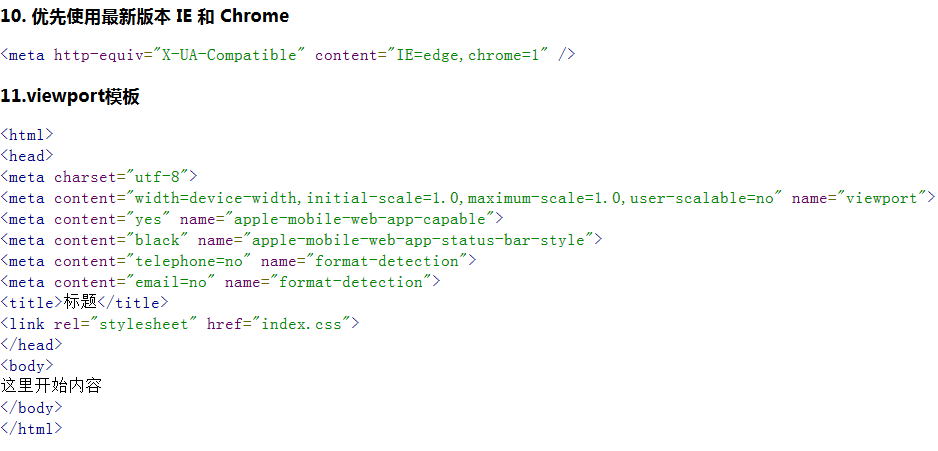 10. 优先使用最新版本 IE 和 Chrome
<meta http-equiv="X-UA-Compatible" content="IE=edge,chrome=1" />
11.viewport模板
<html>
<head>
<meta charset="utf-8">
<meta content="width=device-width,initial-scale=1.0,maximum-scale=1.0,user-scalable=no" name="viewport">
<meta content="yes" name="apple-mobile-web-app-capable">
<meta content="black" name="apple-mobile-web-app-status-bar-style">
<meta content="telephone=no" name="format-detection">
<meta content="email=no" name="format-detection">
<title>标题</title>
<link rel="stylesheet" href="index.css">
</head>
<body>
这里开始内容
</body>
</html>